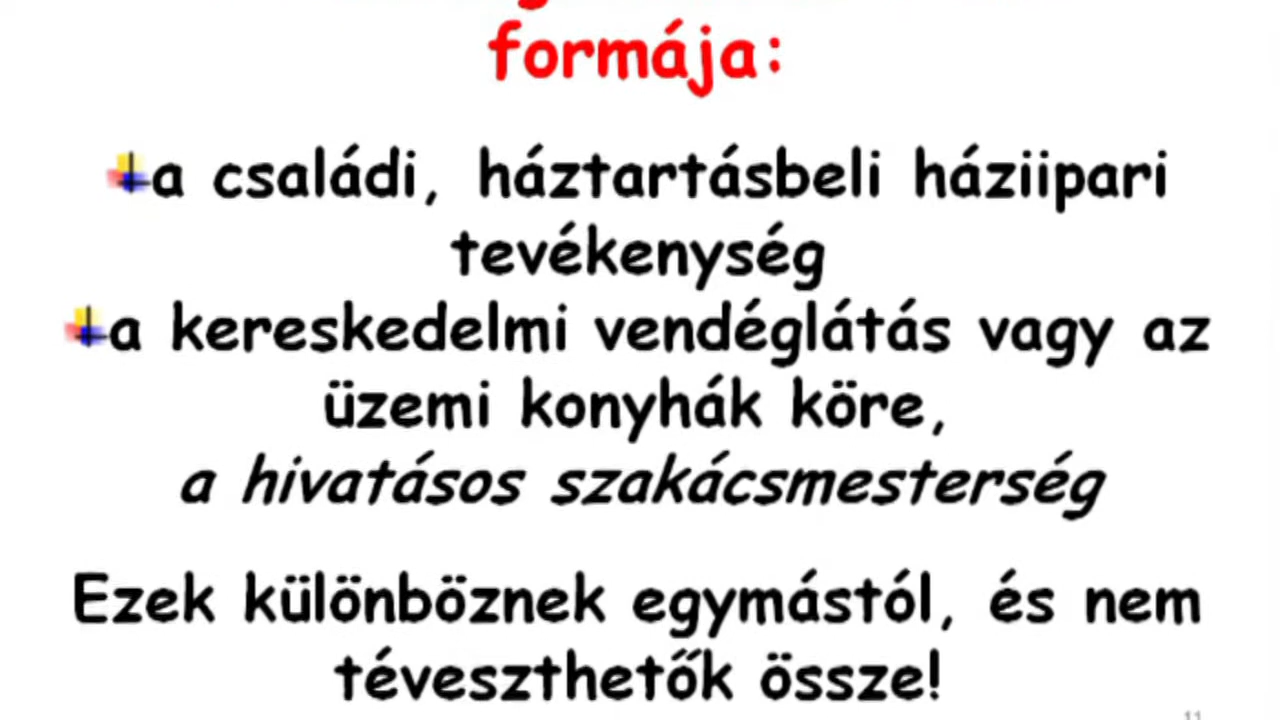 formája:
a családi, háztartásbeli háziipari
tevékenység
a kereskedelmi vendéglátás vagy az
üzemi konyhák köre,
a hivatásos szakácsmesterség
Ezek különböznek egymástól, és nem
téveszthetők össze!
11